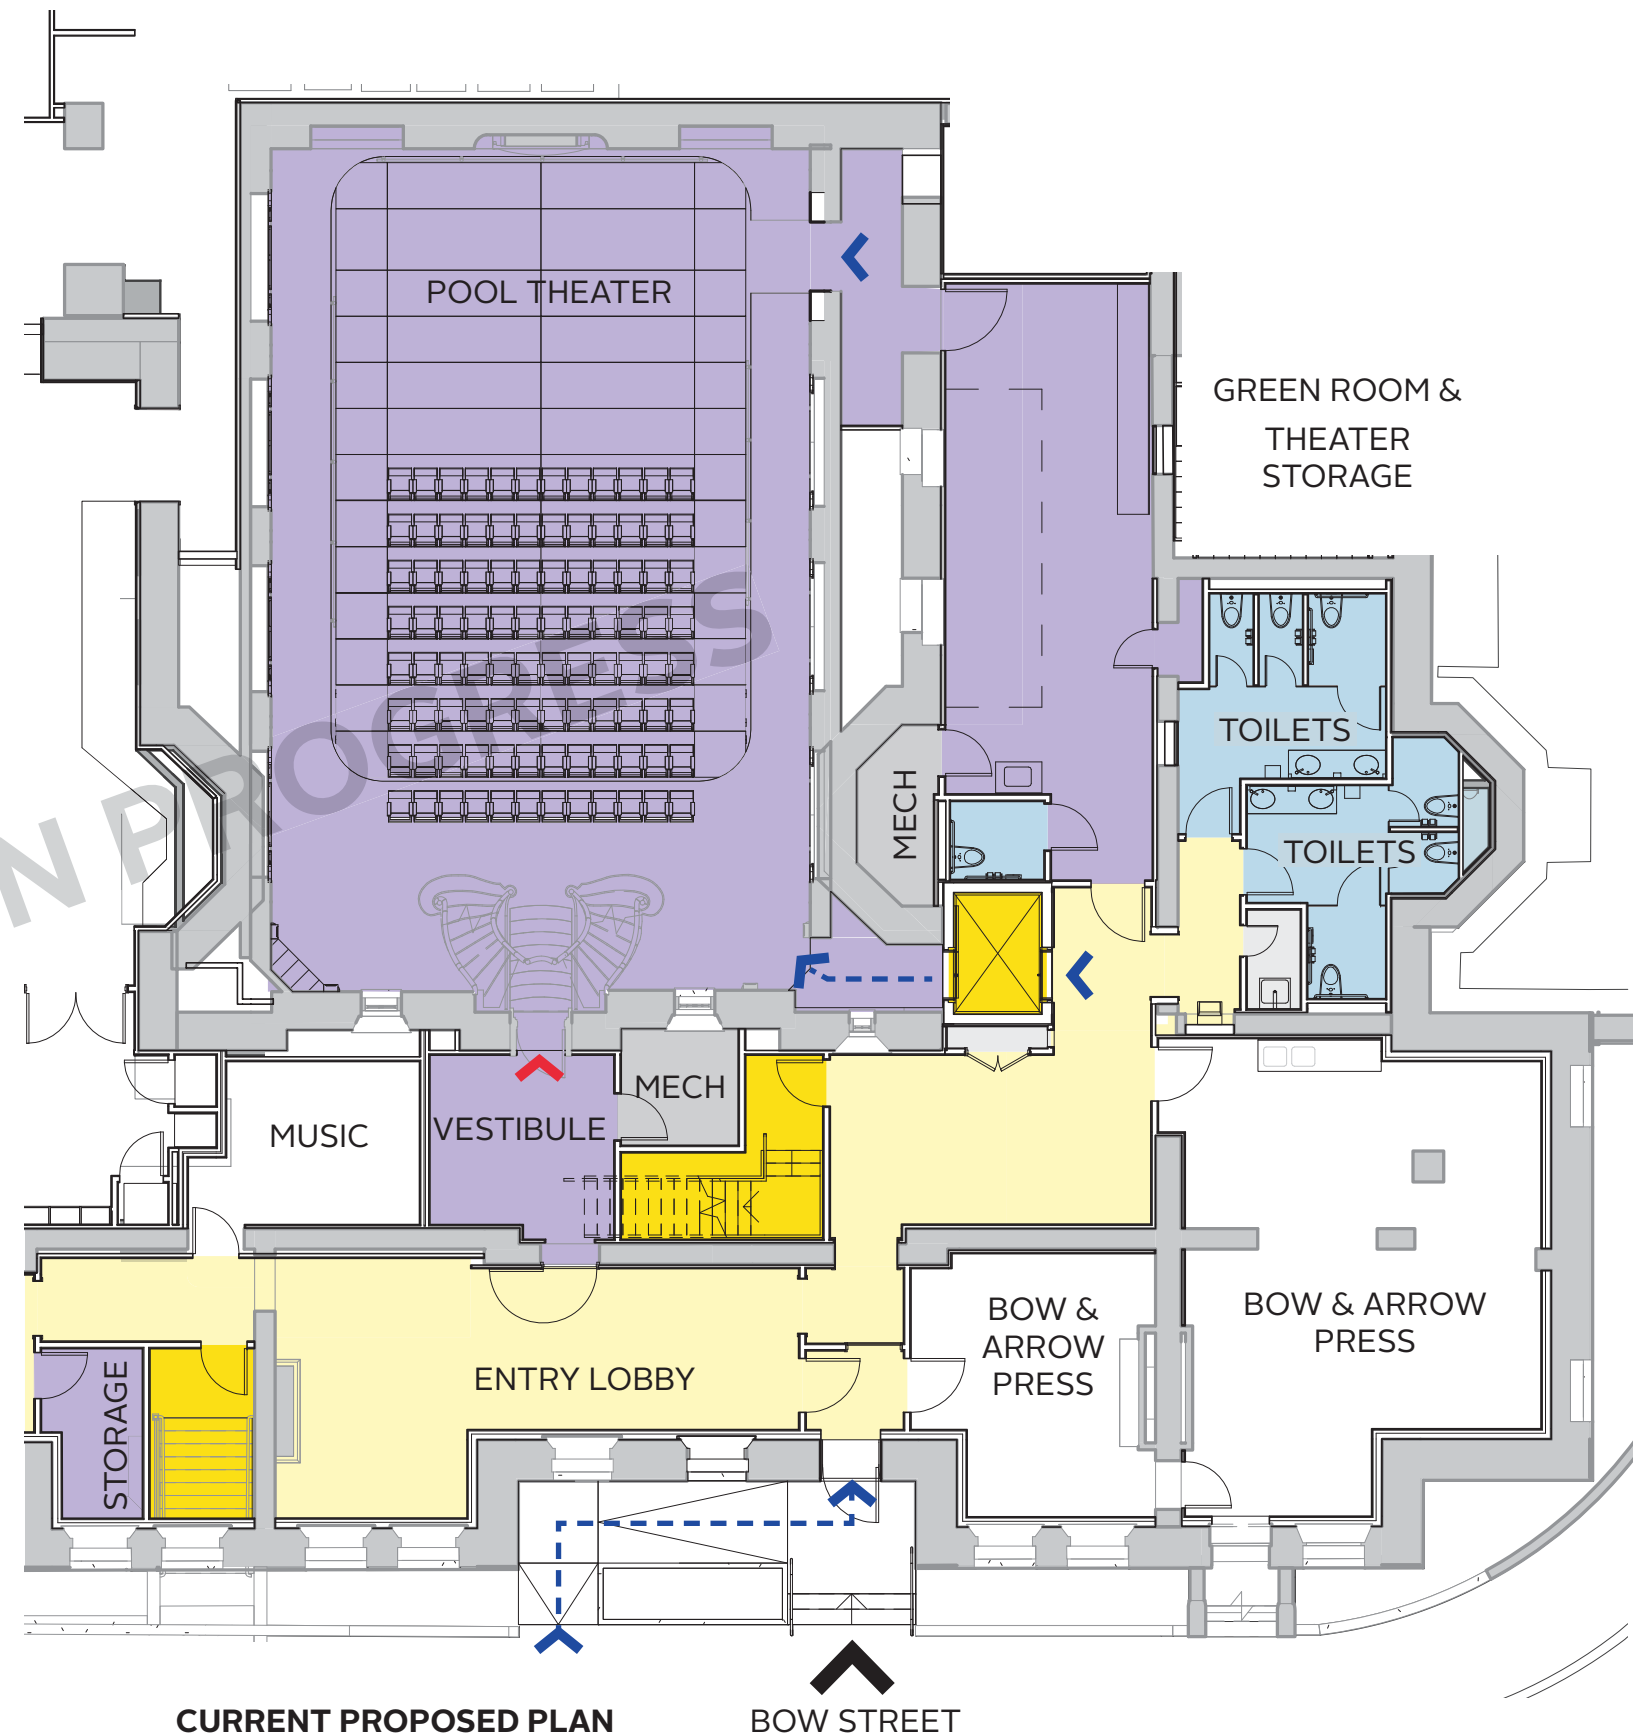 POOL THEATER
GREEN ROOM &
THEATER
STORAGE
N PROGRESS
TOILETS
MECH
TOILETS
MECH
VESTIBULE
MUSIC
BOW &
ARROW
PRESS
BOW & ARROW
PRESS
ENTRY LOBBY
STORAGE
CURRENT PROPOSED PLAN
BOW STREET